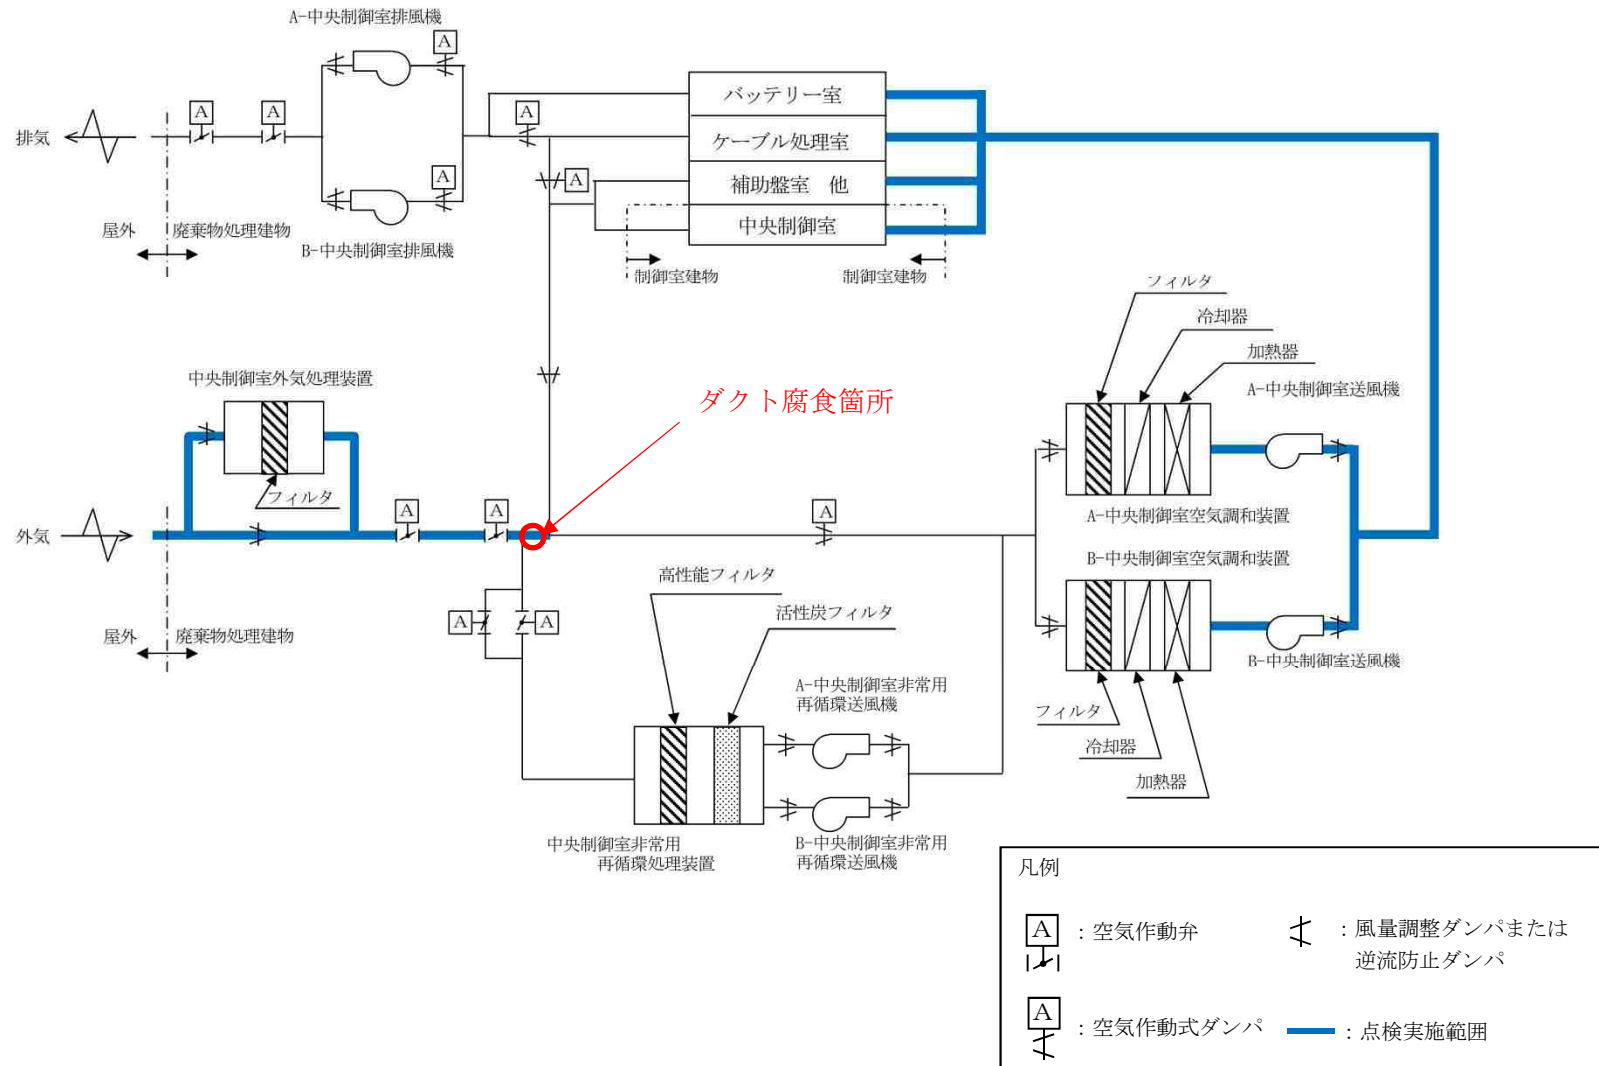 A-中央制御室排風機
A
A
A
A
排気
バッテリー室
ケーブル処理室
補助盤室 他
中央制御室
A
A
屋外
廃棄物処理建物
B-中央制御室排風機
制御室建物
制御室建物
フィルタ
冷却器
加熱器
中央制御室外気処理装置
ダクト腐食箇所
A-中央制御室送風機
フィルタ
A
A
A
外気
A-中央制御室空気調和装置
B-中央制御室空気調和装置
高性能フィルタ
活性炭フィルタ
A
A
屋外
廃棄物処理建物
B-中央制御室送風機
A-中央制御室非常用
再循環送風機
フィルタ
冷却器
加熱器
中央制御室非常用
再循環処理装置
B-中央制御室非常用
再循環送風機
凡例
A
：空気作動弁
：風量調整ダンパまたは
逆流防止ダンパ
A
：空気作動式ダンパ
：点検実施範囲